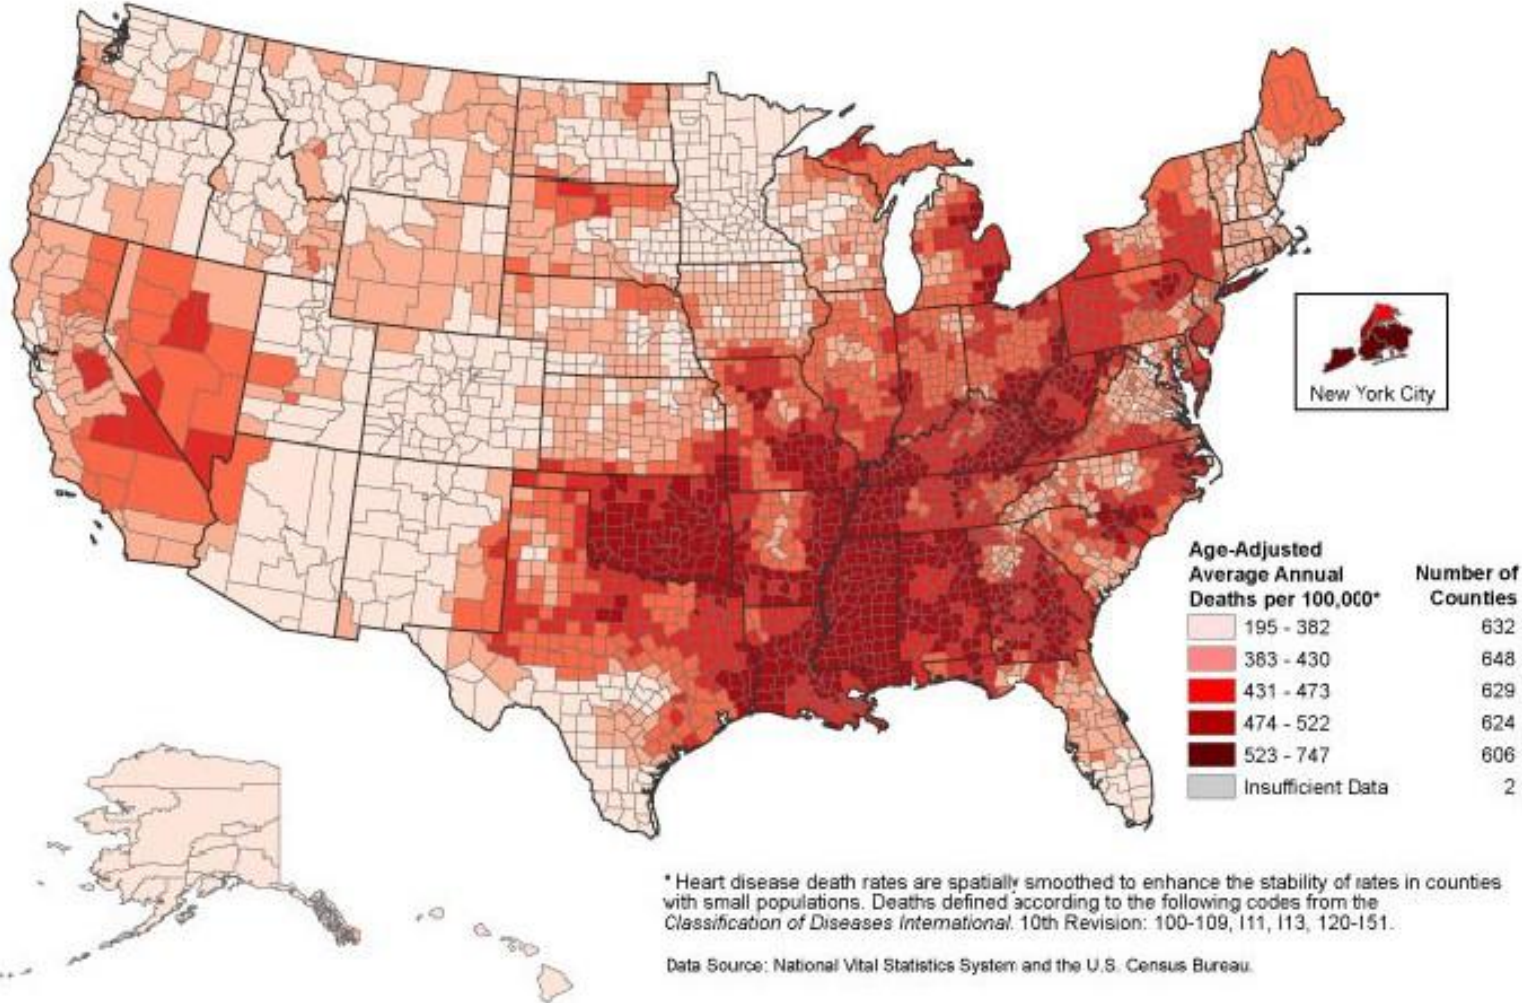 New York City
Age-Adjusted
Average Annual
Deaths per 100,000*
Number of
Counties
195 - 382 632
383 - 430 648
431 - 473 629
474 - 522 624
523 - 747 606
Insufficient Data 2
* Heart disease death rates are spatially smoothed to enhance the stability of rates in counties
with small populations. Deaths defined according to the following codes from the
Classification of Diseases International. 10th Revision: 100-109, I11, I13, 120-151.
Data Source: National Vital Statistics System and the U.S. Census Bureau.